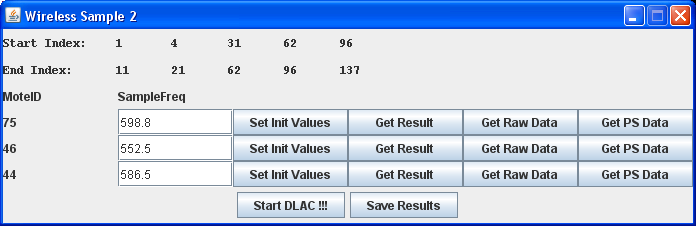 Wireless Sample 2
Start Index: 1 4 31 62 96
End Index: 11 21 62 96 137
MoteID SampleFreq
75 598.8 Set Init Values Get Result Get Raw Data Get PS Data
46 552.5 Set Init Values Get Result Get Raw Data Get PS Data
44 586.5 Set Init Values Get Result Get Raw Data Get PS Data
Start DLAC !!! Save Results